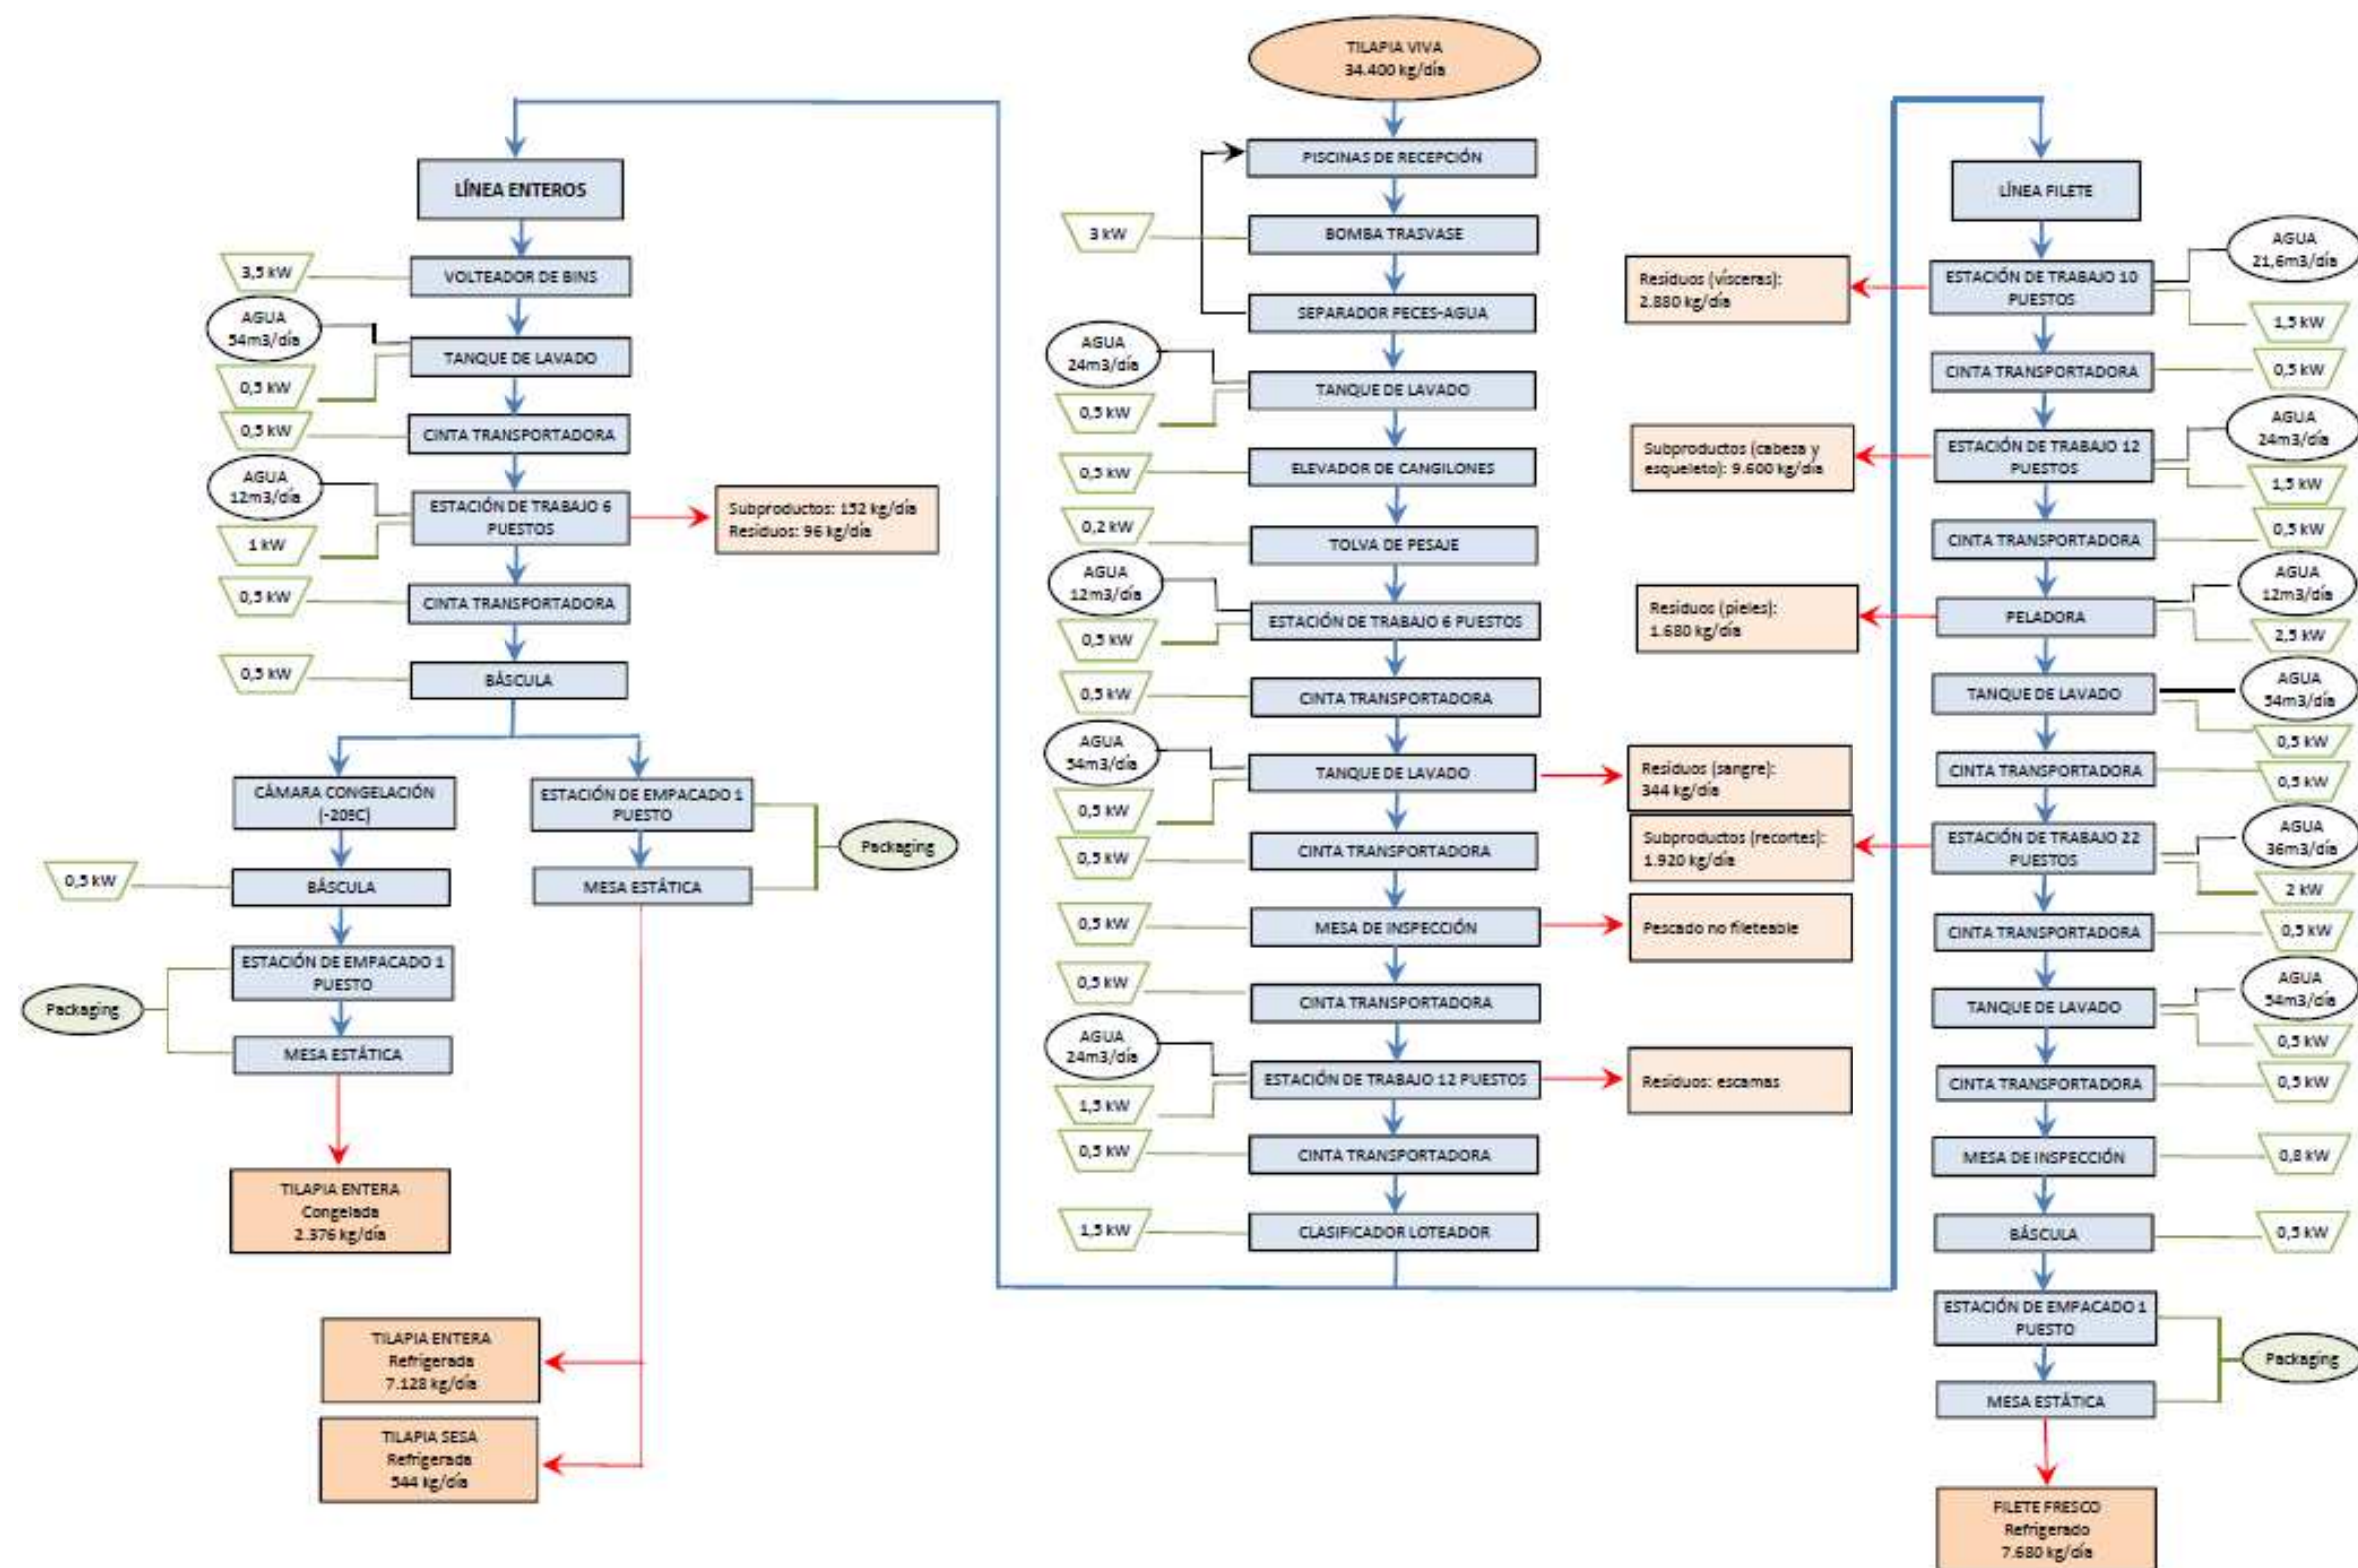 TILAPIA VIVA
34.400 kg/día
PISCINAS DE RECEPCIÓN
3 kW
BOMBA TRASVASE
SEPARADOR PECES-AGUA
AGUA
24m3/día
0,5 kW
TANQUE DE LAVADO
0,5 kW
ELEVADOR DE CANGILONES
0,2 kW
TOLVA DE PESAJE
AGUA
12m3/día
0,5 kW
ESTACIÓN DE TRABAJO 6 PUESTOS
0,5 kW
CINTA TRANSPORTADORA
AGUA
54m3/día
0,5 kW
TANQUE DE LAVADO
Residuos (sangre):
344 kg/día
0,5 kW
CINTA TRANSPORTADORA
0,5 kW
MESA DE INSPECCIÓN
Pescado no fileteable
0,5 kW
CINTA TRANSPORTADORA
AGUA
24m3/día
1,5 kW
ESTACIÓN DE TRABAJO 12 PUESTOS
Residuos: escamas
0,5 kW
CINTA TRANSPORTADORA
1,5 kW
CLASIFICADOR LOTEADOR
LÍNEA ENTEROS
3,5 kW
VOLTEADOR DE BINS
AGUA
54m3/día
0,5 kW
TANQUE DE LAVADO
0,5 kW
CINTA TRANSPORTADORA
AGUA
12m3/día
1 kW
ESTACIÓN DE TRABAJO 6
PUESTOS
Subproductos: 152 kg/día
Residuos: 96 kg/día
0,5 kW
CINTA TRANSPORTADORA
0,5 kW
BÁSCULA
CÁMARA CONGELACIÓN
(-20ºC)
0,5 kW
BÁSCULA
ESTACIÓN DE EMPACADO 1
PUESTO
Packaging
MESA ESTÁTICA
TILAPIA ENTERA
Congelada
2.376 kg/día
ESTACIÓN DE EMPACADO 1
PUESTO
Packaging
MESA ESTÁTICA
TILAPIA ENTERA
Refrigerada
7.128 kg/día
TILAPIA SESA
Refrigerada
544 kg/día
LÍNEA FILETE
AGUA
21,6m3/día
Residuos (vísceras):
2.880 kg/día
ESTACIÓN DE TRABAJO 10
PUESTOS
1,5 kW
CINTA TRANSPORTADORA
0,5 kW
AGUA
24m3/día
Subproductos (cabeza y
esqueleto): 9.600 kg/día
ESTACIÓN DE TRABAJO 12
PUESTOS
1,5 kW
CINTA TRANSPORTADORA
0,5 kW
AGUA
12m3/día
Residuos (pieles):
1.680 kg/día
PELADORA
2,5 kW
TANQUE DE LAVADO
AGUA
54m3/día
0,5 kW
CINTA TRANSPORTADORA
0,5 kW
AGUA
36m3/día
Subproductos (recortes):
1.920 kg/día
ESTACIÓN DE TRABAJO 22
PUESTOS
2 kW
CINTA TRANSPORTADORA
0,5 kW
AGUA
54m3/día
TANQUE DE LAVADO
0,5 kW
CINTA TRANSPORTADORA
0,5 kW
MESA DE INSPECCIÓN
0,8 kW
BÁSCULA
0,5 kW
ESTACIÓN DE EMPACADO 1
PUESTO
Packaging
MESA ESTÁTICA
FILETE FRESCO
Refrigerado
7.680 kg/día